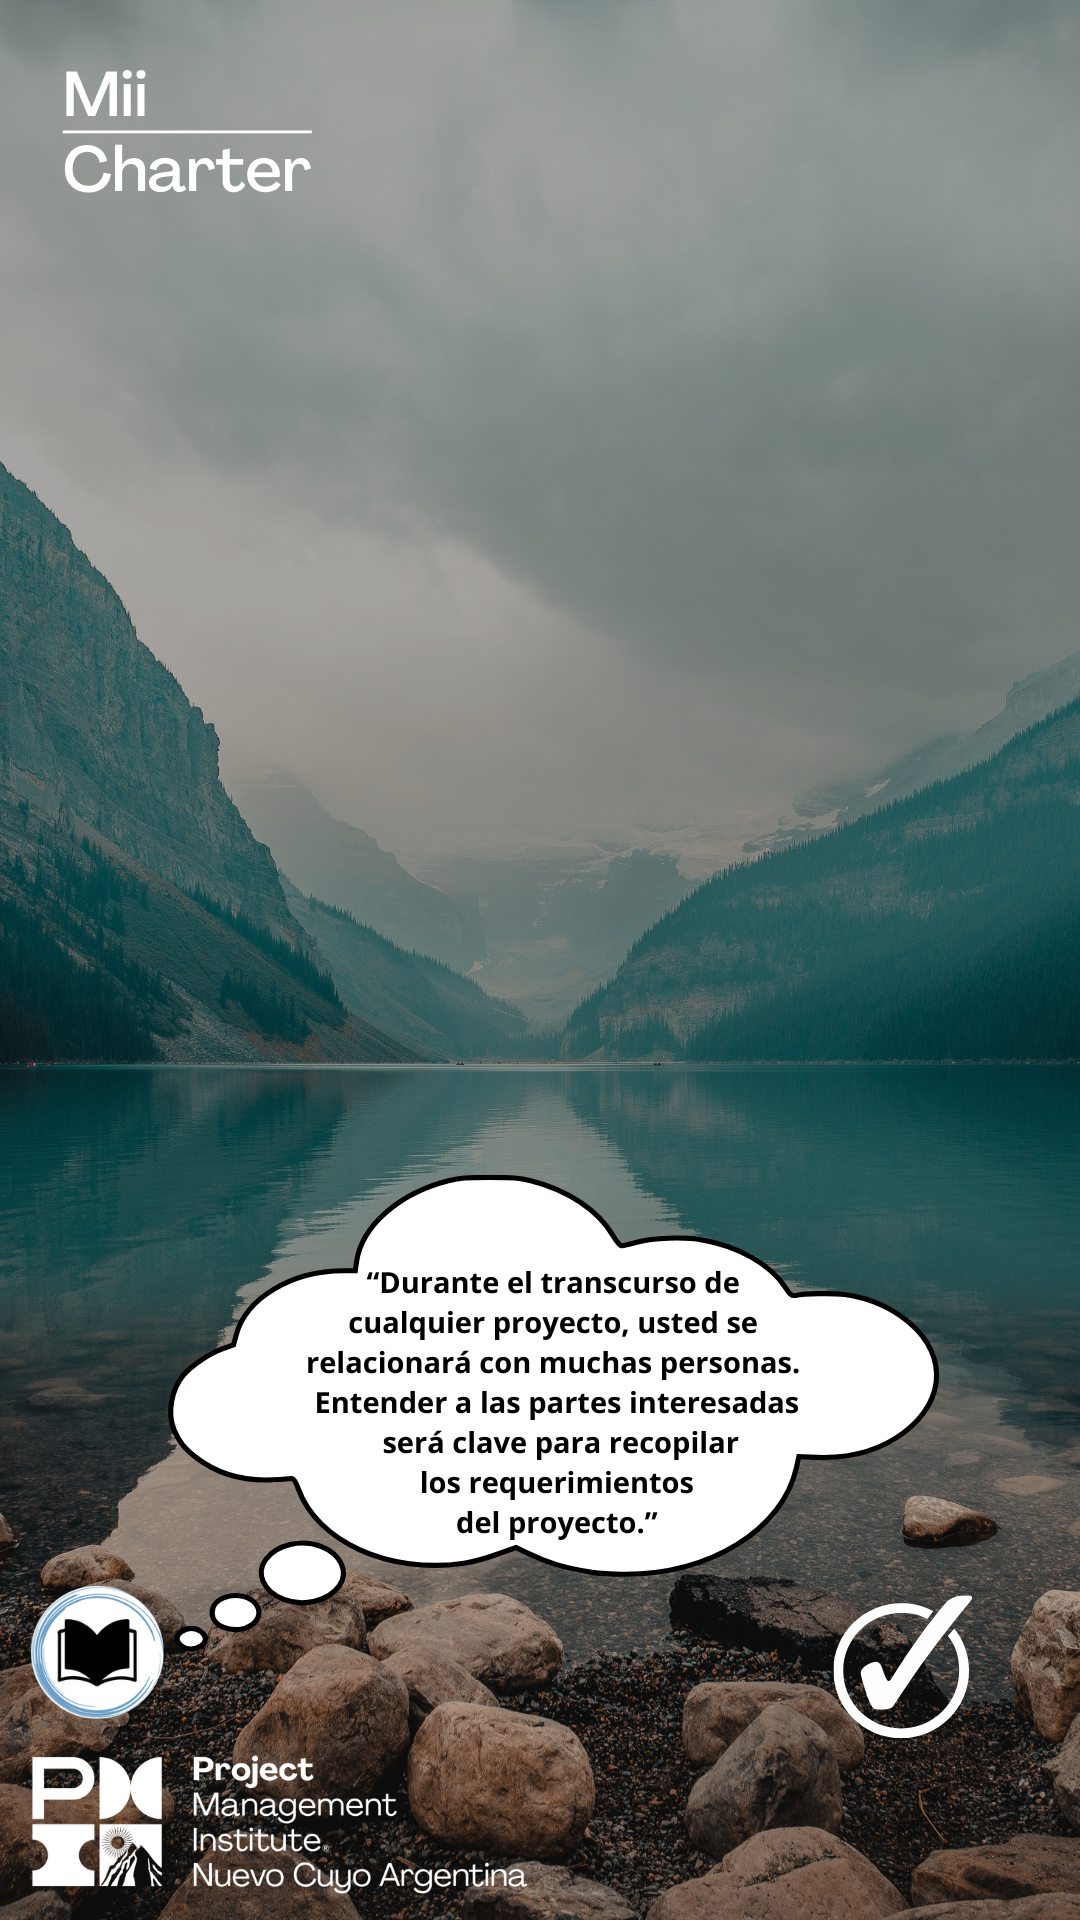 Mii
Charter
“Durante el transcurso de
cualquier proyecto, usted se
relacionará con muchas personas.
Entender a las partes interesadas
será clave para recopilar
los requerimientos
del proyecto.”
Project
Management
Institute®
Nuevo Cuyo Argentina